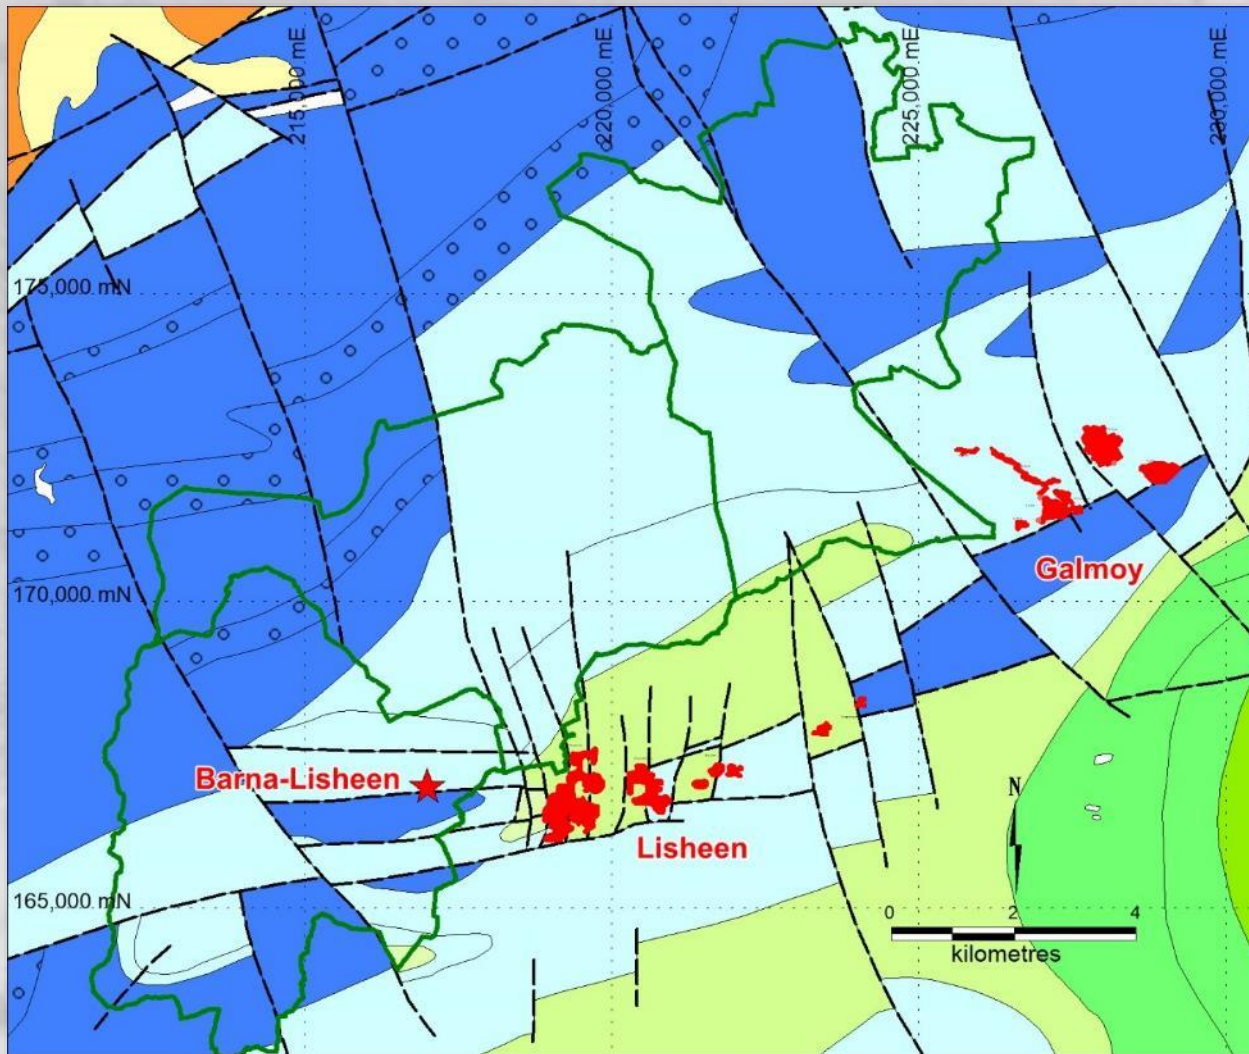 215,000 mE
220,000 mE
225,000 mE
230,000 mE
175,000 mN
170,000 mN
Galmoy
Barna-Lisheen
Lisheen
N
165,000 mN
0 2 4
kilometres